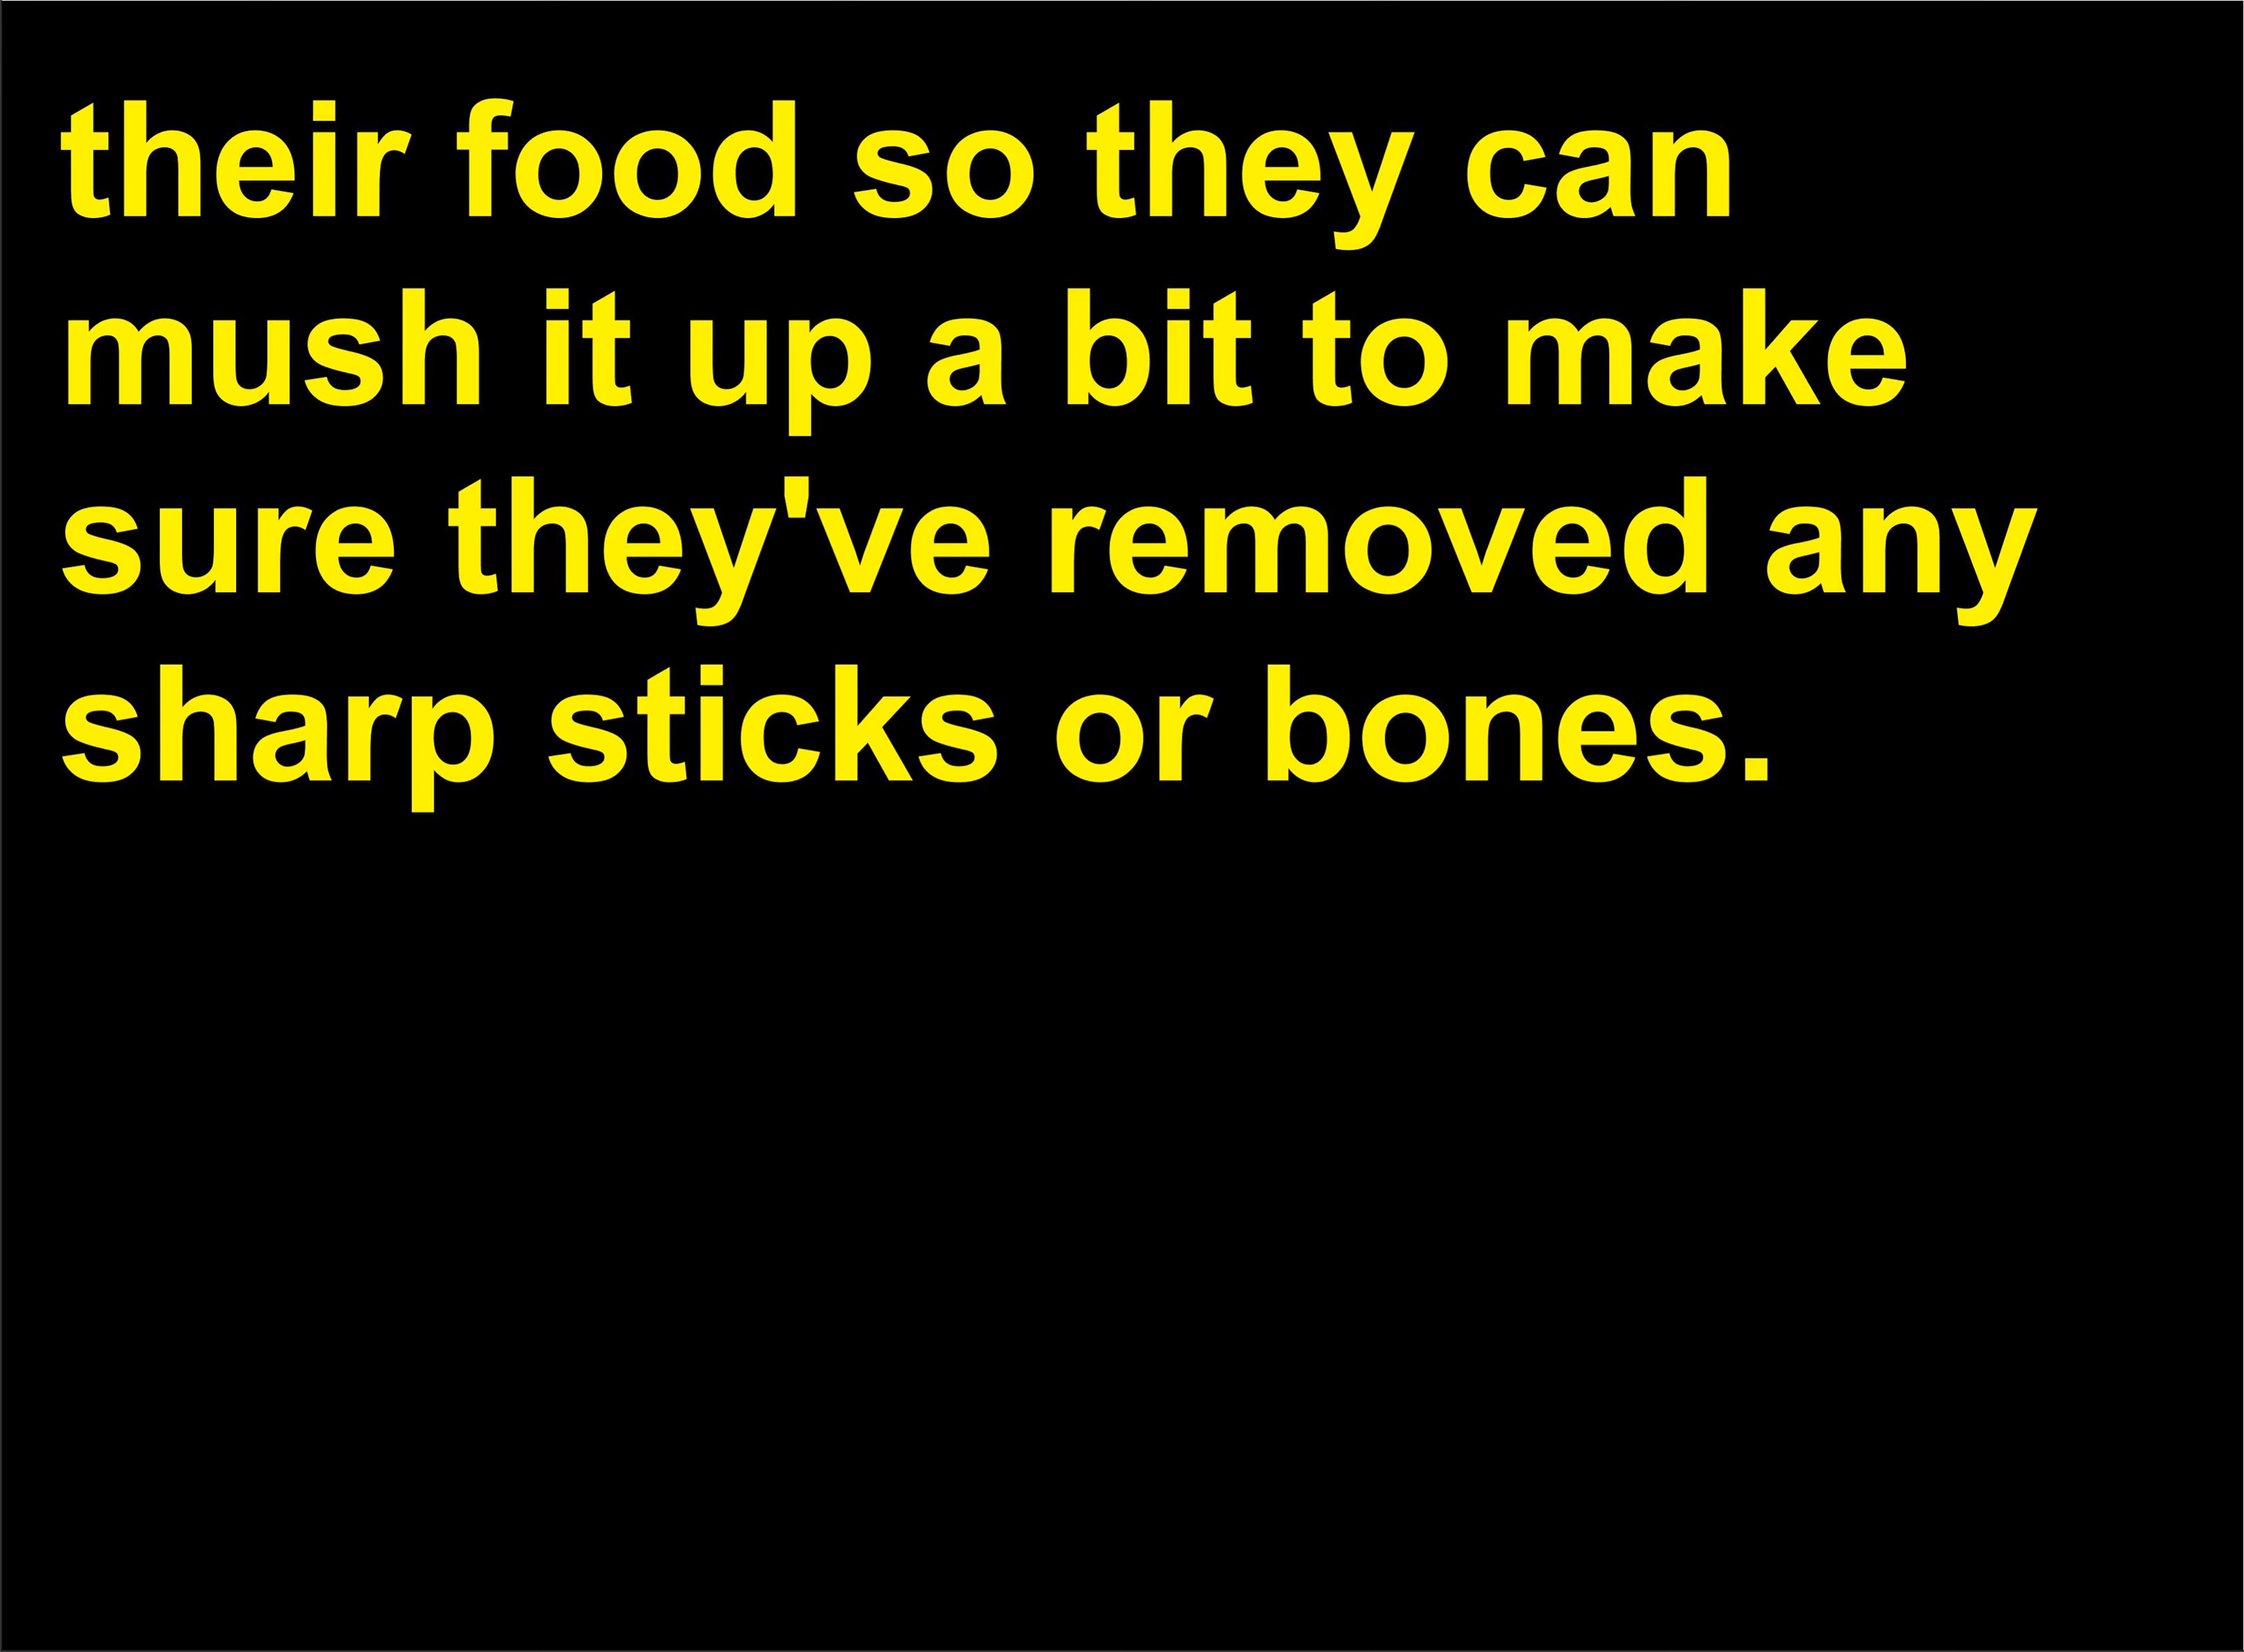 their food so they can
mush it up a bit to make
sure they've removed any
sharp sticks or bones.